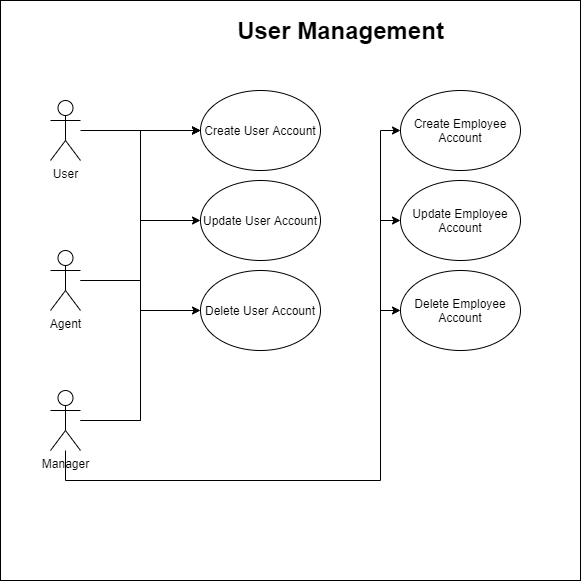 User Management
Create User Account
Create Employee
Account
User
Update User Account
Update Employee
Account
Agent
Delete User Account
Delete Employee
Account
Manager